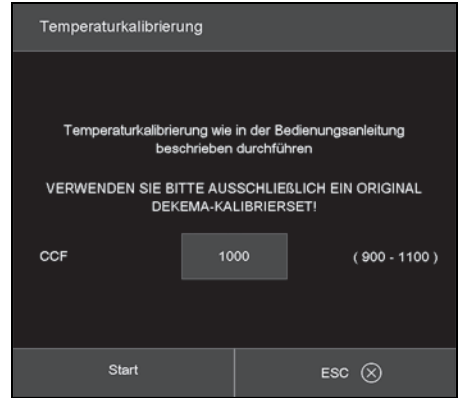 Temperaturkalibrierung
Temperaturkalibrierung wie in der Bedienungsanleitung
beschrieben durchführen
VERWENDEN SIE BITTE AUSSCHLIEßLICH EIN ORIGINAL
DEKEMA-KALIBRIERSET!
CCF 1000 ( 900 - 1100 )
Start ESC